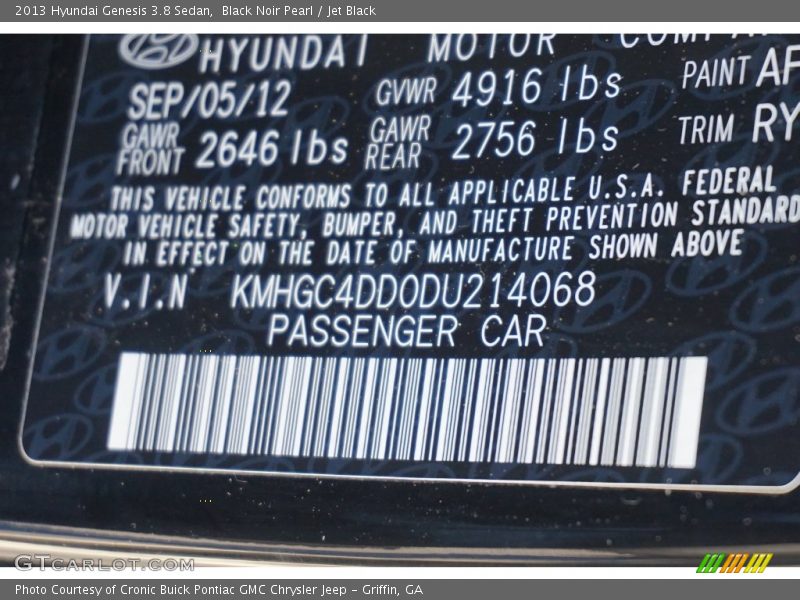 2013 Hyundai Genesis 3.8 Sedan,  Black Noir Pearl / Jet Black
HYUNDAI MOTOR
SEP/05/12 GVWR 4916 lbs PAINT AF
GAWR FRONT 2646 lbs GAWR REAR 2756 lbs TRIM RY
THIS VEHICLE CONFORMS TO ALL APPLICABLE U.S.A. FEDERAL
MOTOR VEHICLE SAFETY, BUMPER, AND THEFT PREVENTION STANDARD
IN EFFECT ON THE DATE OF MANUFACTURE SHOWN ABOVE
V.I.N KMHGC4DD0DU214068
PASSENGER CAR
GTCARLOT.COM
Photo Courtesy of Cronic Buick Pontiac GMC Chrysler Jeep - Griffin, GA